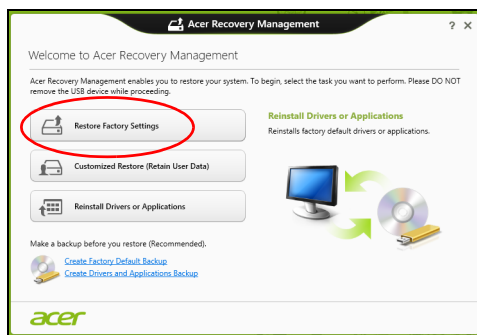 Acer Recovery Management
? X
Welcome to Acer Recovery Management
Acer Recovery Management enables you to restore your system. To begin, select the task you want to perform. Please DO NOT
remove the USB device while proceeding.
Restore Factory Settings
Customized Restore (Retain User Data)
Reinstall Drivers or Applications
Reinstall Drivers or Applications
Reinstalls factory default drivers or applications.
Make a backup before you restore (Recommended).
Create Factory Default Backup
Create Drivers and Applications Backup
acer